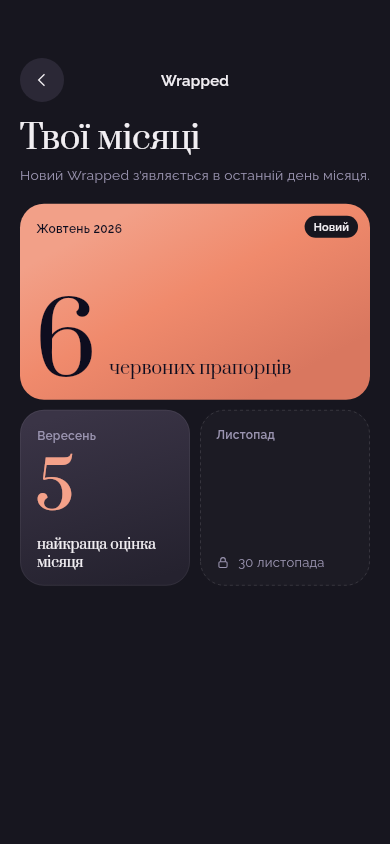 Wrapped
Твої місяці
Новий Wrapped з'являється в останній день місяця.
Жовтень 2026
Новий
6 червоних прапорців
Вересень
5
найкраща оцінка
місяця
Листопад
30 листопада